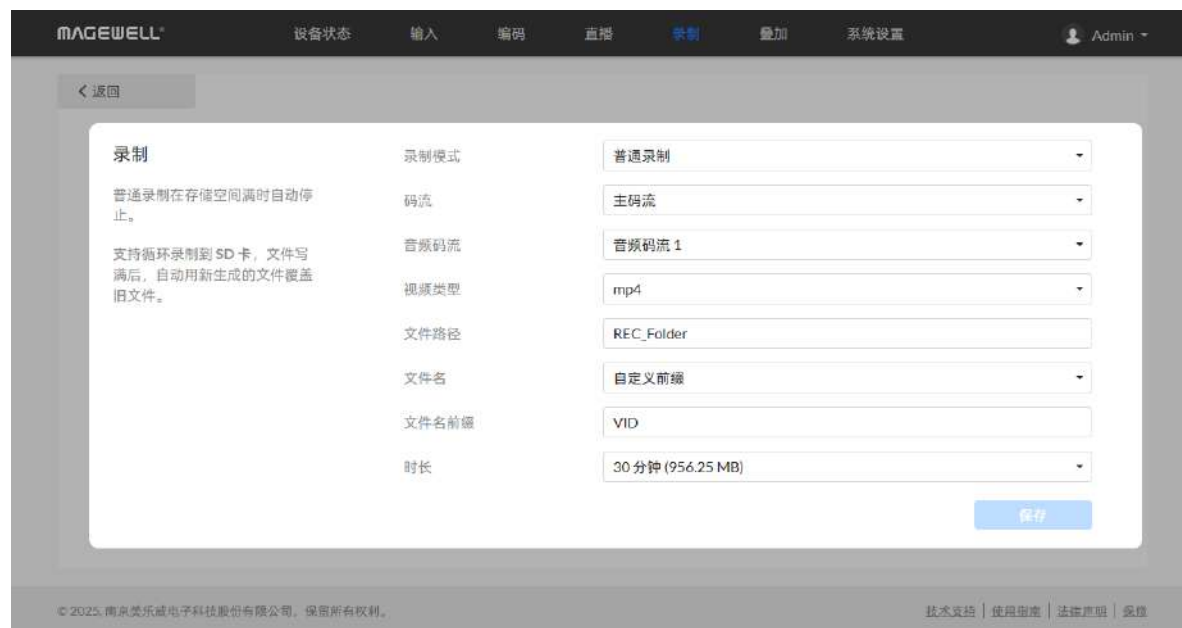 MAGEWELL
设备状态 输入 编码 直播 录制 叠加 系统设置 Admin
返回
录制
普通录制在存储空间满时自动停
止。
支持循环录制到 SD 卡，文件写
满后，自动用新生成的文件覆盖
旧文件。
录制模式 普通录制
码流 主码流
音频码流 音频码流 1
视频类型 mp4
文件路径 REC_Folder
文件名 自定义前缀
文件名前缀 VID
时长 30 分钟 (956.25 MB)
保存
© 2025. 南京美乐威电子科技股份有限公司，保留所有权利。
技术支持 | 使用指南 | 法律声明 | 保修